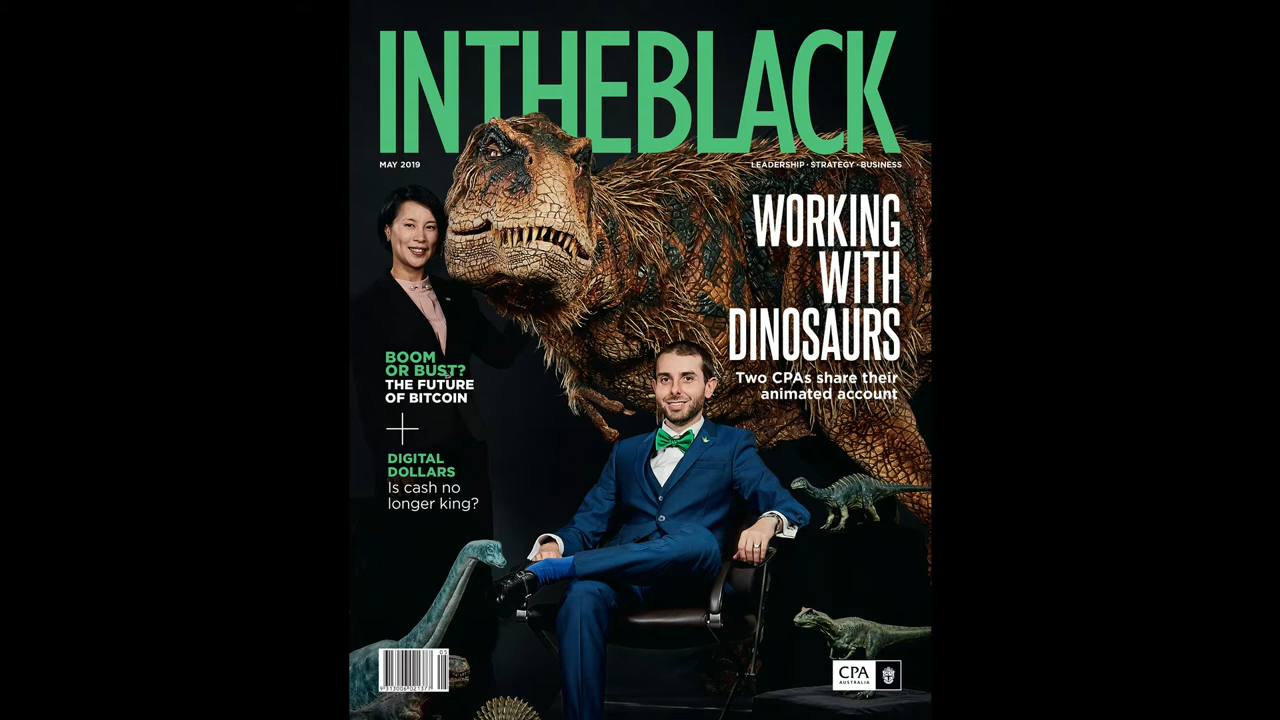 INTHEBLACK
MAY 2019
LEADERSHIP · STRATEGY · BUSINESS
WORKING
WITH
DINOSAURS
Two CPAs share their
animated account
BOOM
OR BUST?
THE FUTURE
OF BITCOIN
DIGITAL
DOLLARS
Is cash no
longer king?
05
CPA
AUSTRALIA